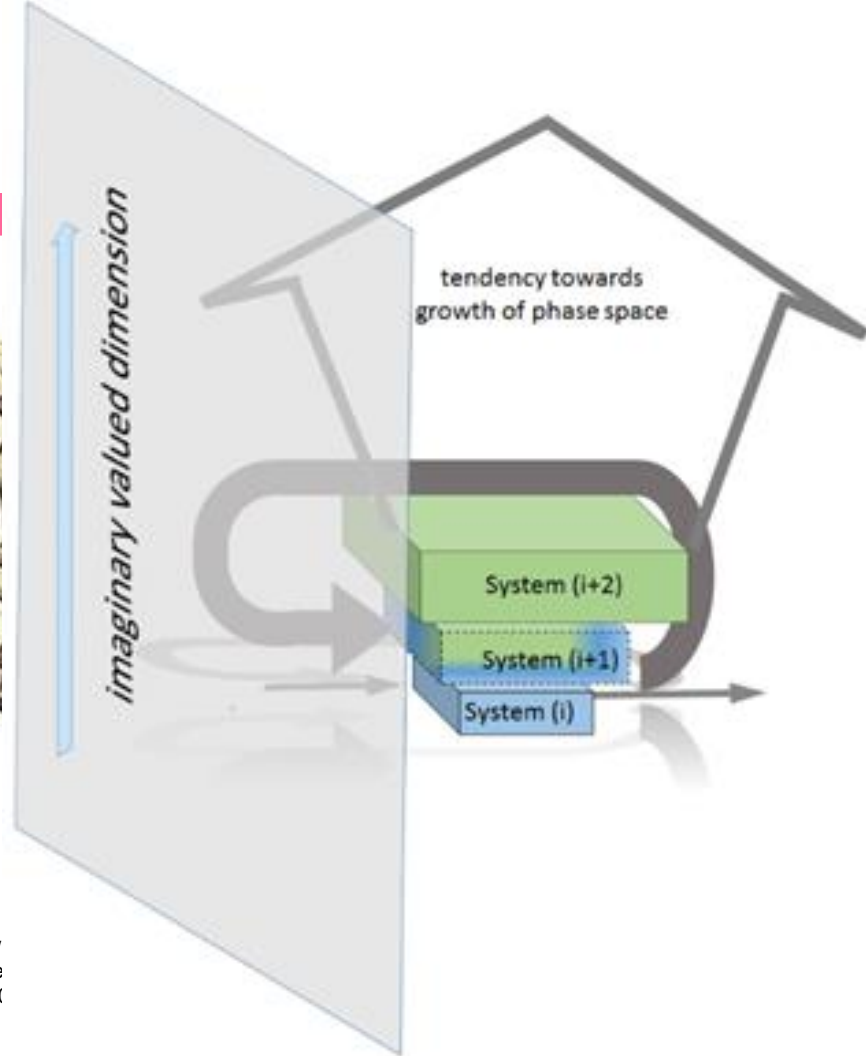 imaginary valued dimension
tendency towards
growth of phase space
System (i+2)
System (i+1)
System (i)